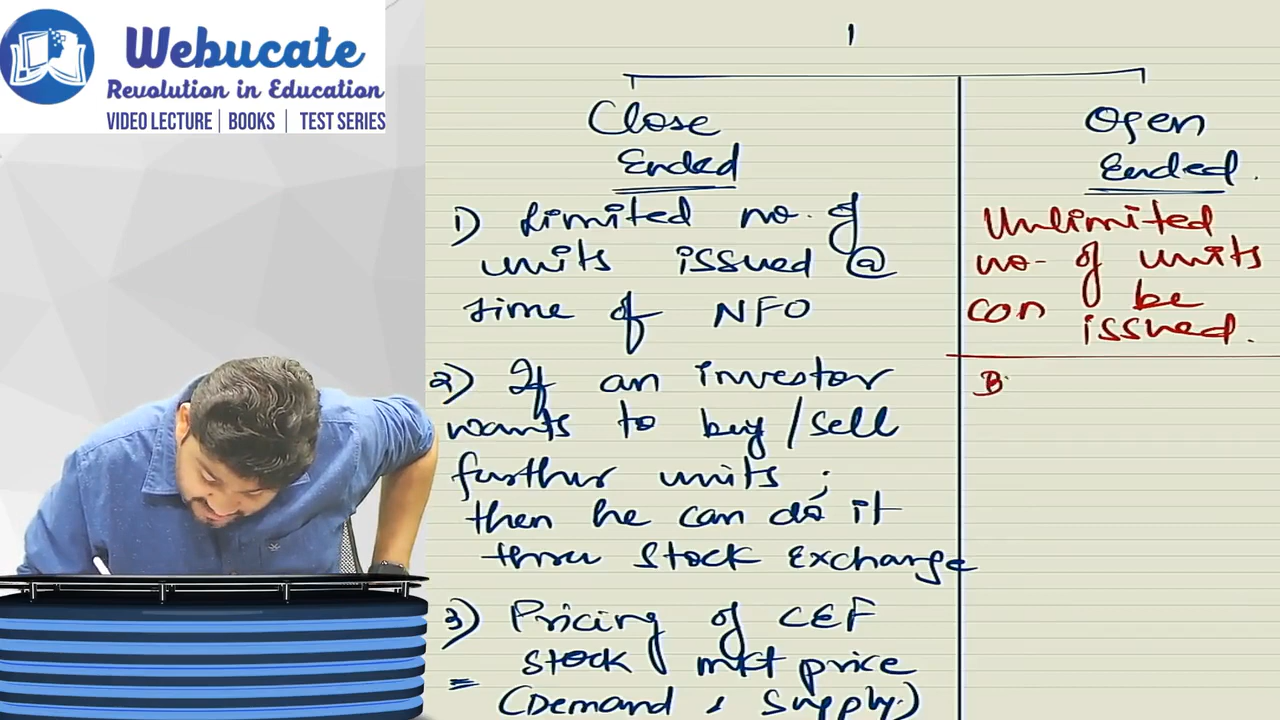 Webucate
Revolution in Education
VIDEO LECTURE | BOOKS | TEST SERIES
1
Close
Ended
1) Limited no. of
units issued @
time of NFO
2) If an investor
wants to buy/sell
further units ;
then he can do it
thru Stock Exchange
3) Pricing of CEF
= Stock mkt price
(Demand & Supply)
Open
Ended.
Unlimited
no. of units
can be
issued.
B